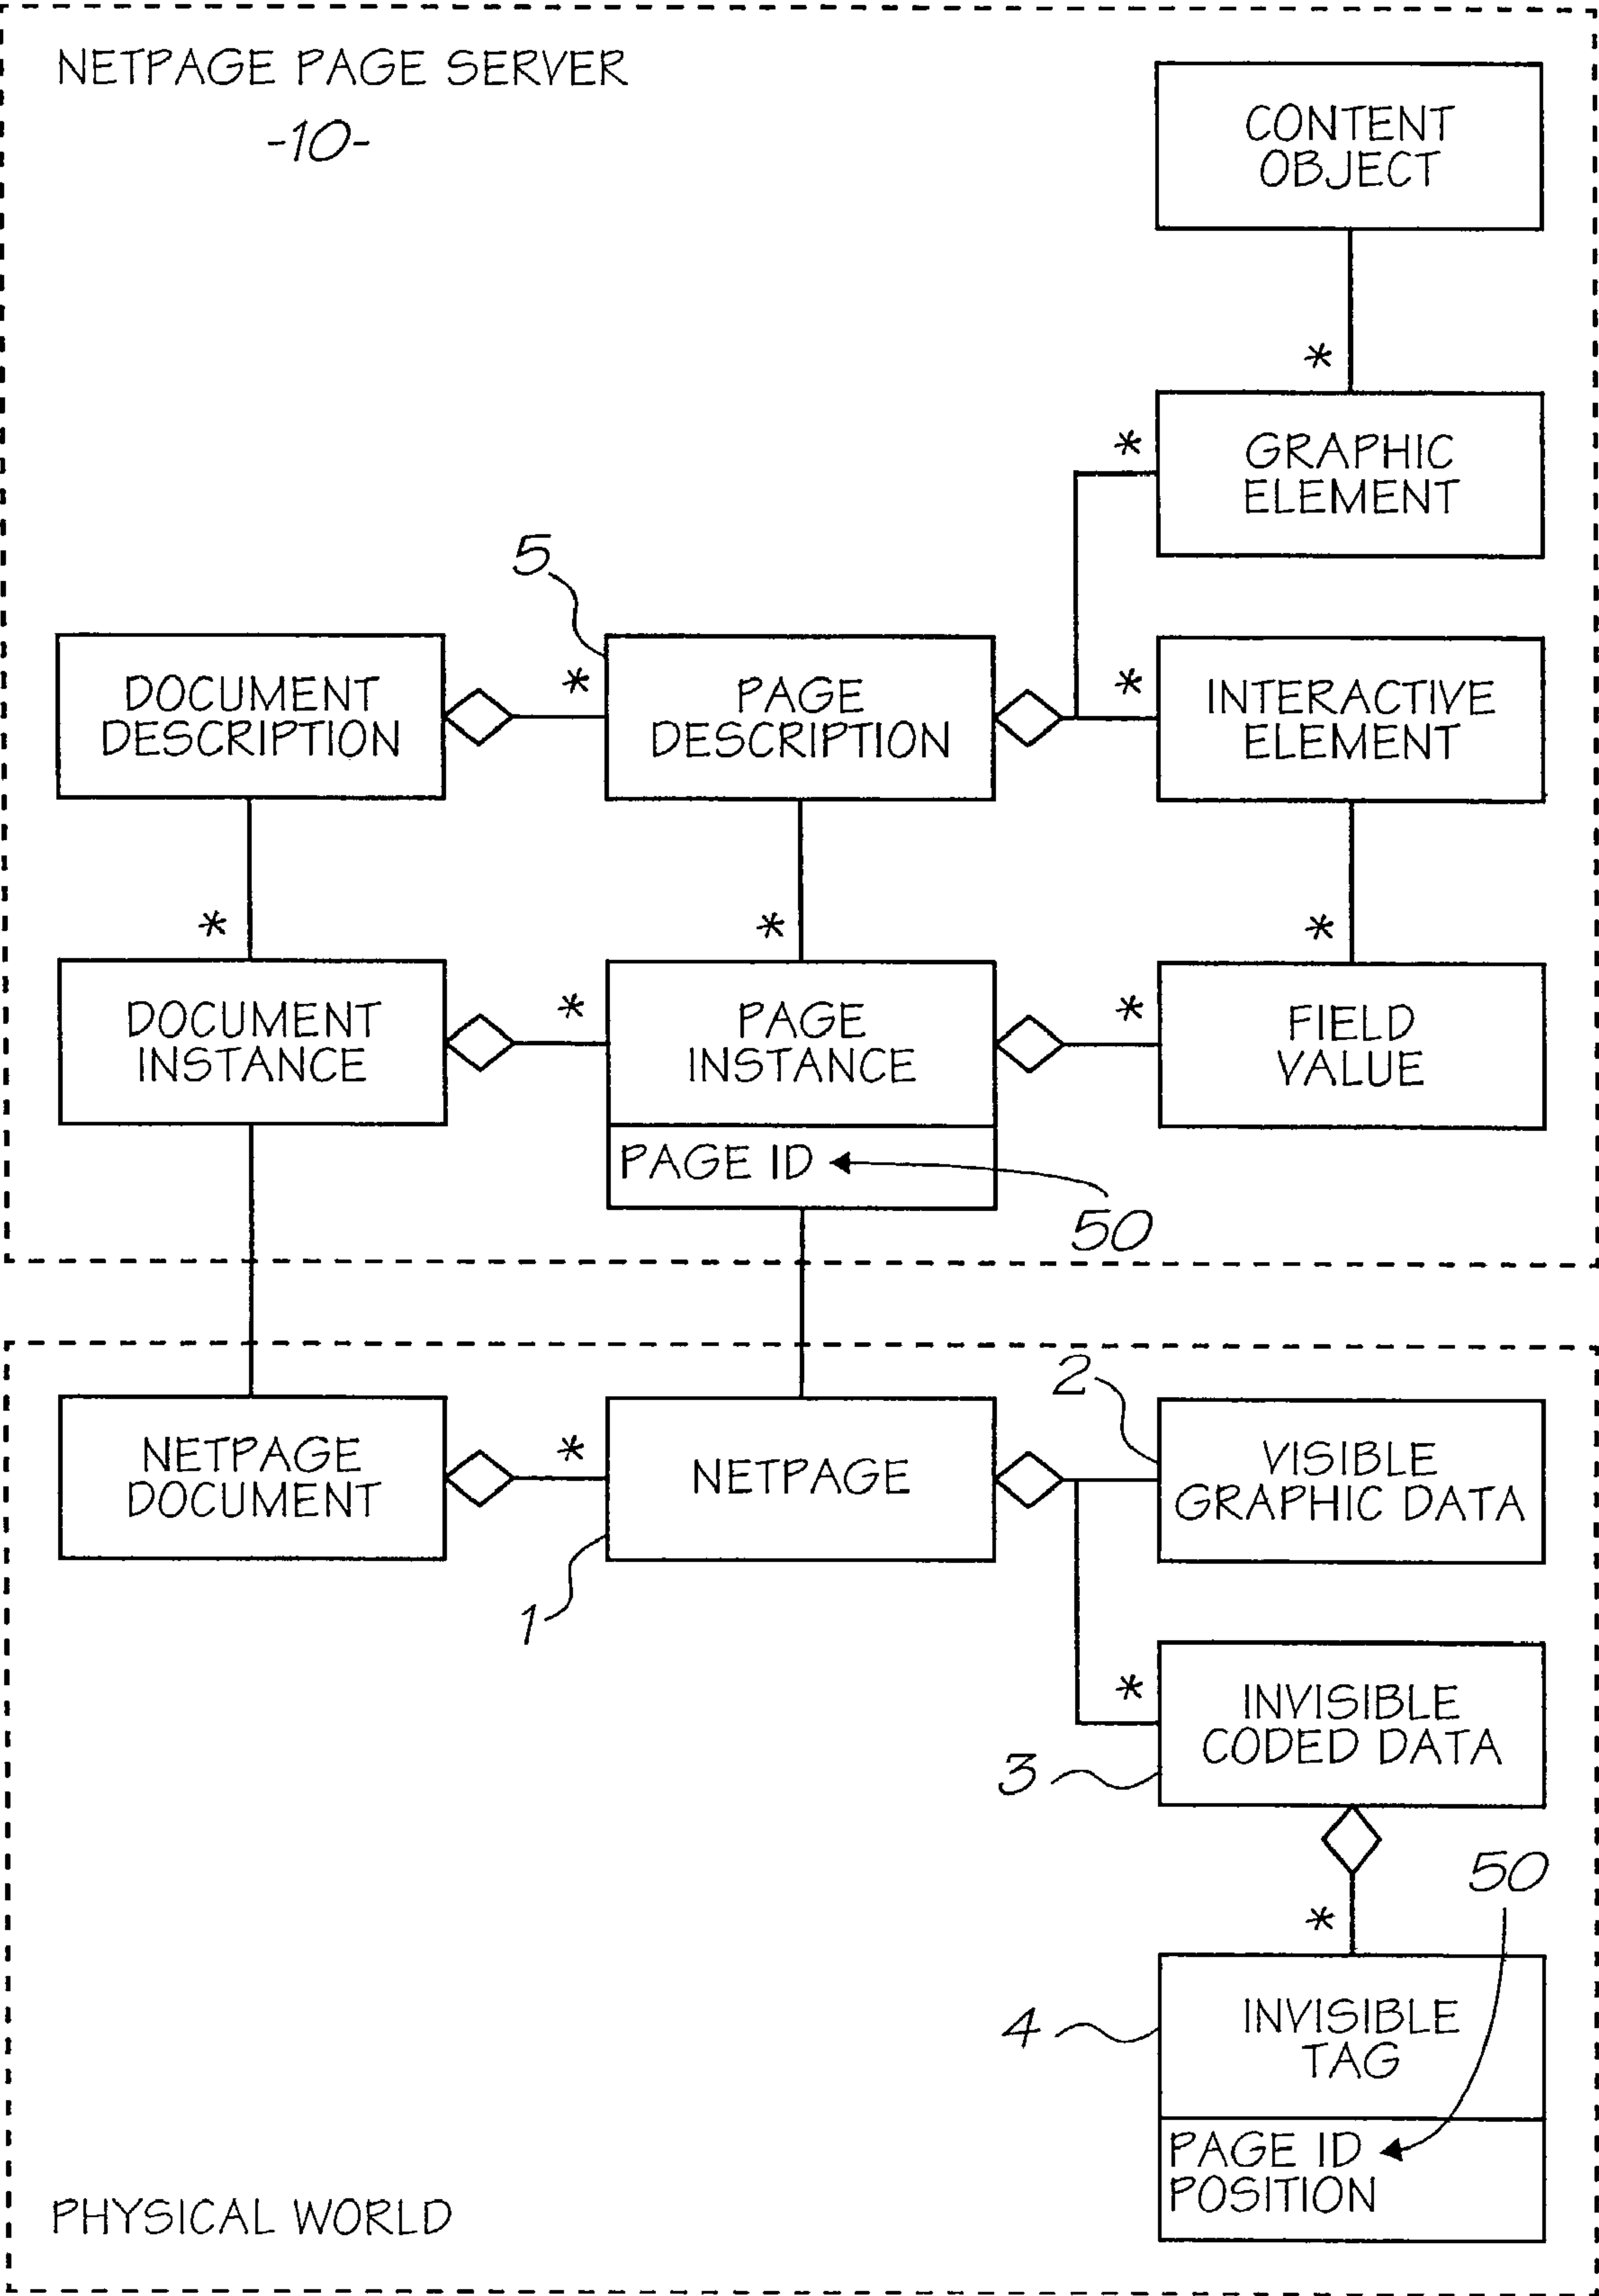 NETPAGE PAGE SERVER
-10-
CONTENT
OBJECT
*
*
GRAPHIC
ELEMENT
5
DOCUMENT
DESCRIPTION
*
PAGE
DESCRIPTION
*
INTERACTIVE
ELEMENT
*
*
*
DOCUMENT
INSTANCE
*
PAGE
INSTANCE
*
FIELD
VALUE
PAGE ID
50
2
NETPAGE
DOCUMENT
*
NETPAGE
VISIBLE
GRAPHIC DATA
1
*
INVISIBLE
CODED DATA
3
50
*
4
INVISIBLE
TAG
PAGE ID
POSITION
PHYSICAL WORLD